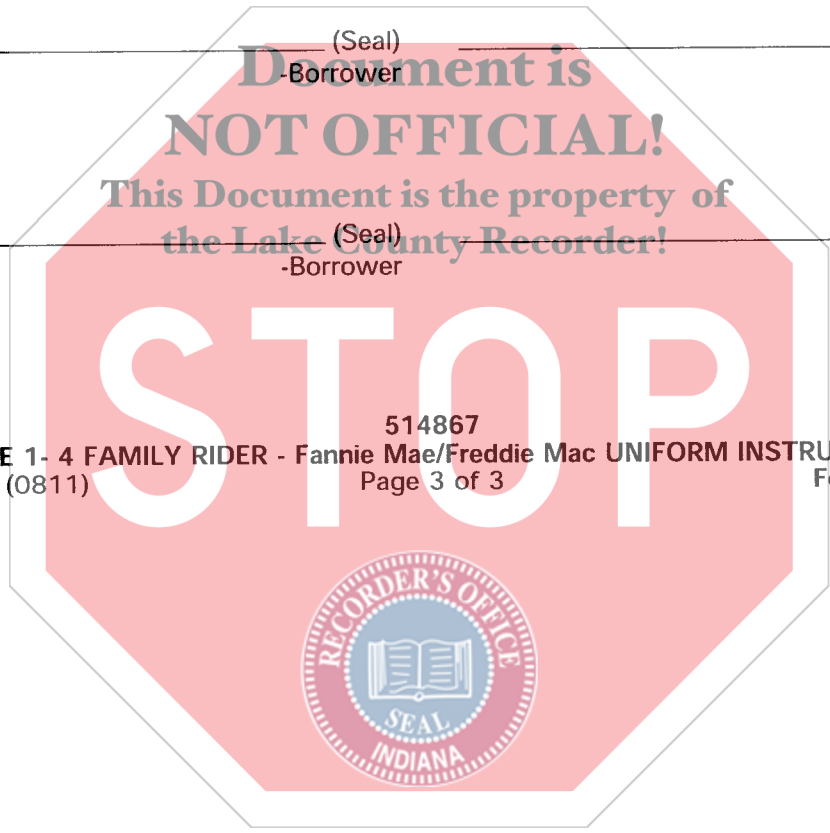 (Seal)
-Borrower
Document is
NOT OFFICIAL!
This Document is the property of
the Lake County Recorder!
(Seal)
-Borrower
STOP
514867
E 1- 4 FAMILY RIDER - Fannie Mae/Freddie Mac UNIFORM INSTRU
(0811) Page 3 of 3 Fo
RECORDER'S OFFICE
SEAL
INDIANA